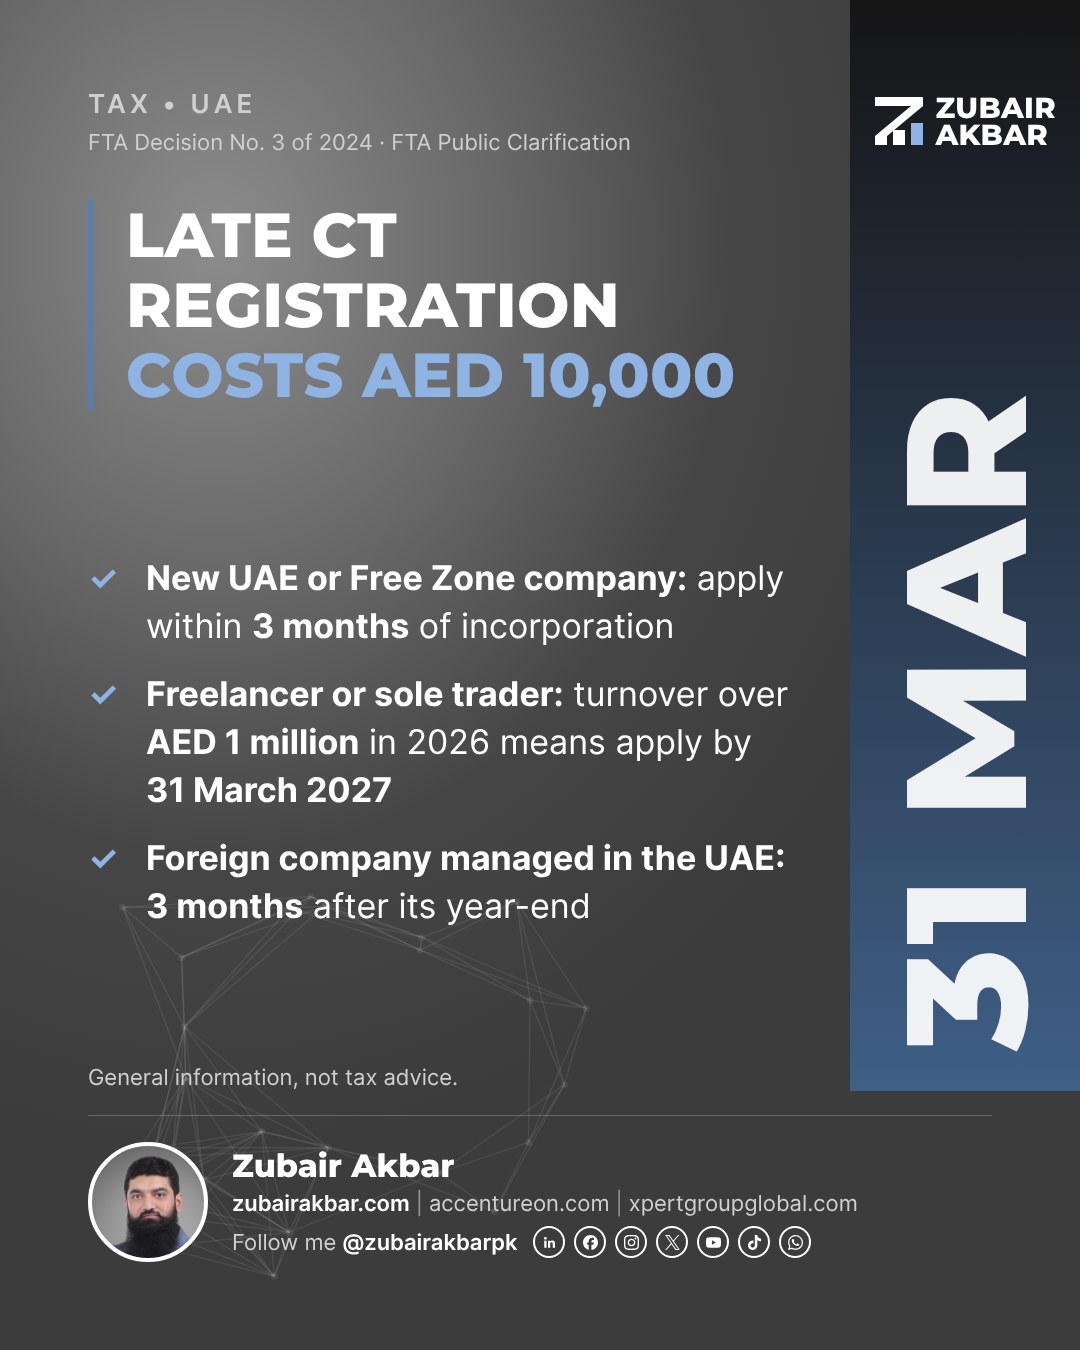 TAX • UAE
FTA Decision No. 3 of 2024 · FTA Public Clarification
ZUBAIR
AKBAR
LATE CT
REGISTRATION
COSTS AED 10,000
New UAE or Free Zone company: apply
within 3 months of incorporation
Freelancer or sole trader: turnover over
AED 1 million in 2026 means apply by
31 March 2027
Foreign company managed in the UAE:
3 months after its year-end
31 MAR
General information, not tax advice.
Zubair Akbar
zubairakbar.com | accentureon.com | xpertgroupglobal.com
Follow me @zubairakbarpk